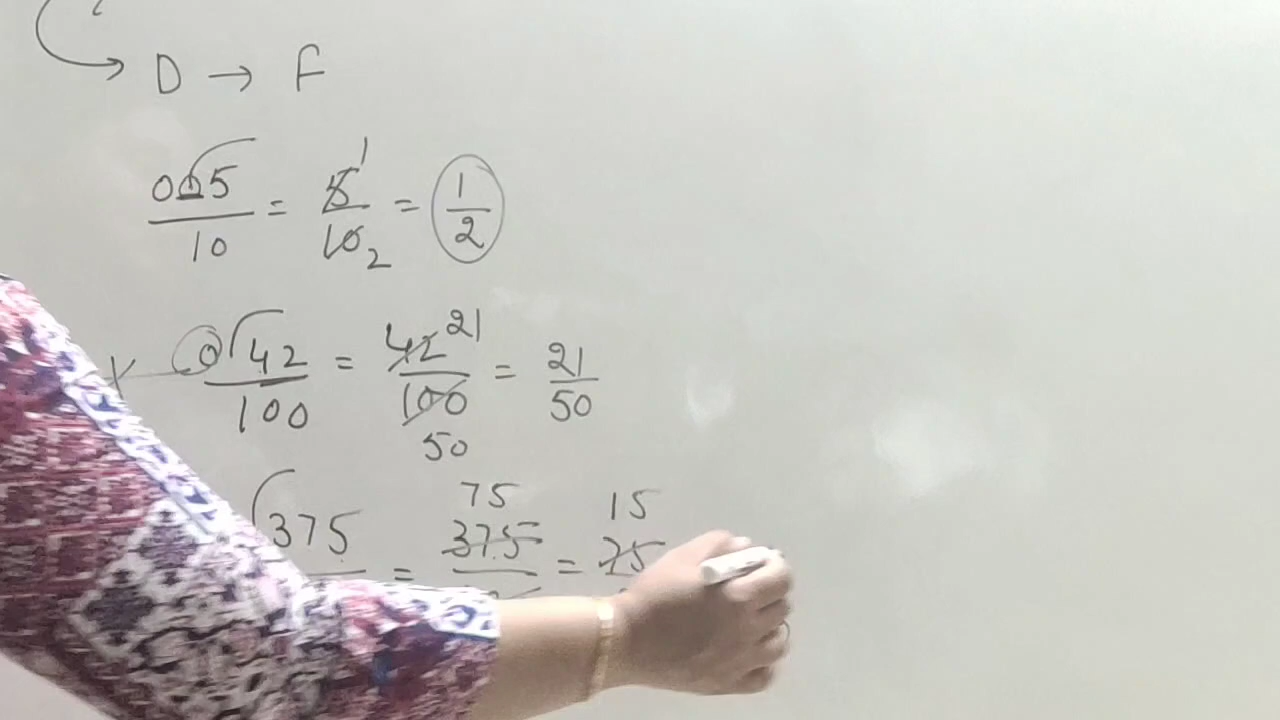 D → F
0.5/10 = 5/10 1 2 = 1/2
0.42/100 = 42/100 21 50 = 21/50
75 15
375 = 375 = 75